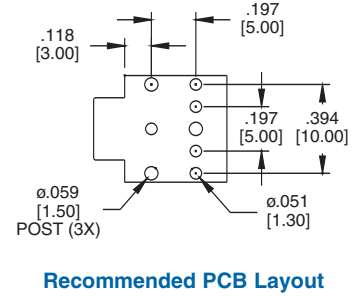 .197
[5.00]
.118
[3.00]
.197
[5.00]
.394
[10.00]
ø.059
[1.50]
POST (3X)
ø.051
[1.30]
Recommended PCB Layout